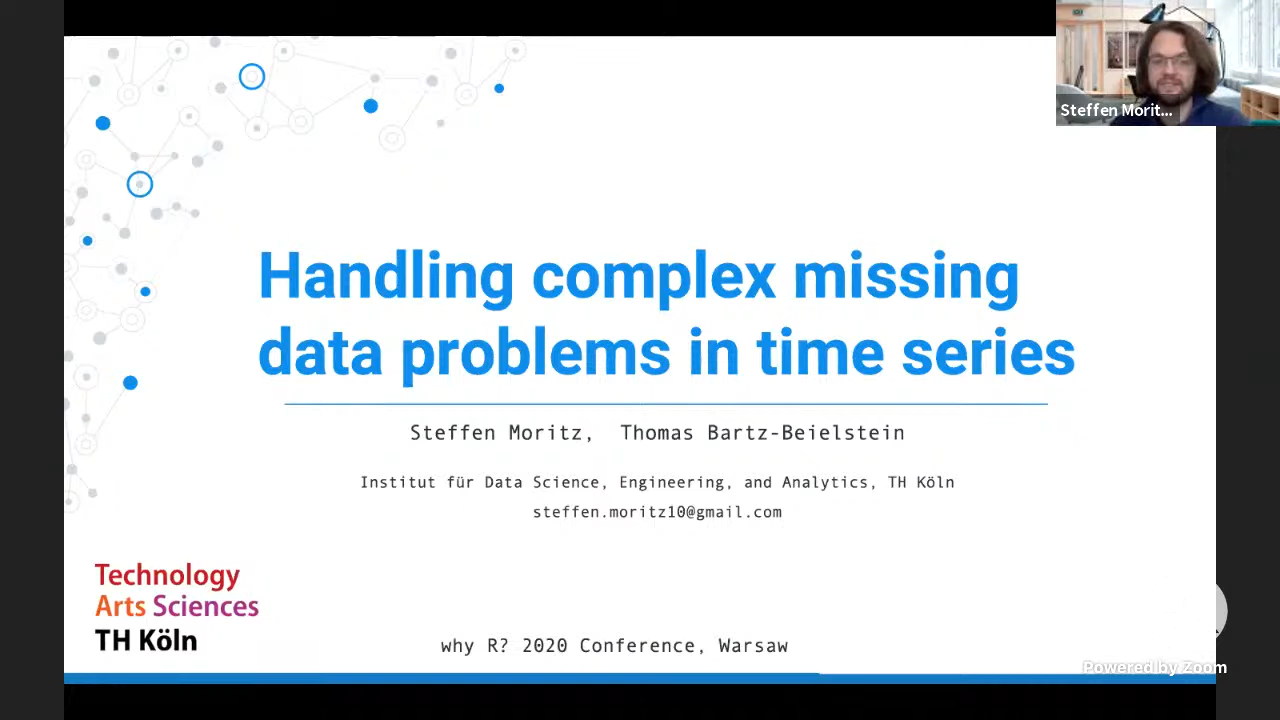 Steffen Morit...
Handling complex missing
data problems in time series
Steffen Moritz, Thomas Bartz-Beielstein
Institut für Data Science, Engineering, and Analytics, TH Köln
steffen.moritz10@gmail.com
Technology
Arts Sciences
TH Köln
why R? 2020 Conference, Warsaw
Powered by Zoom